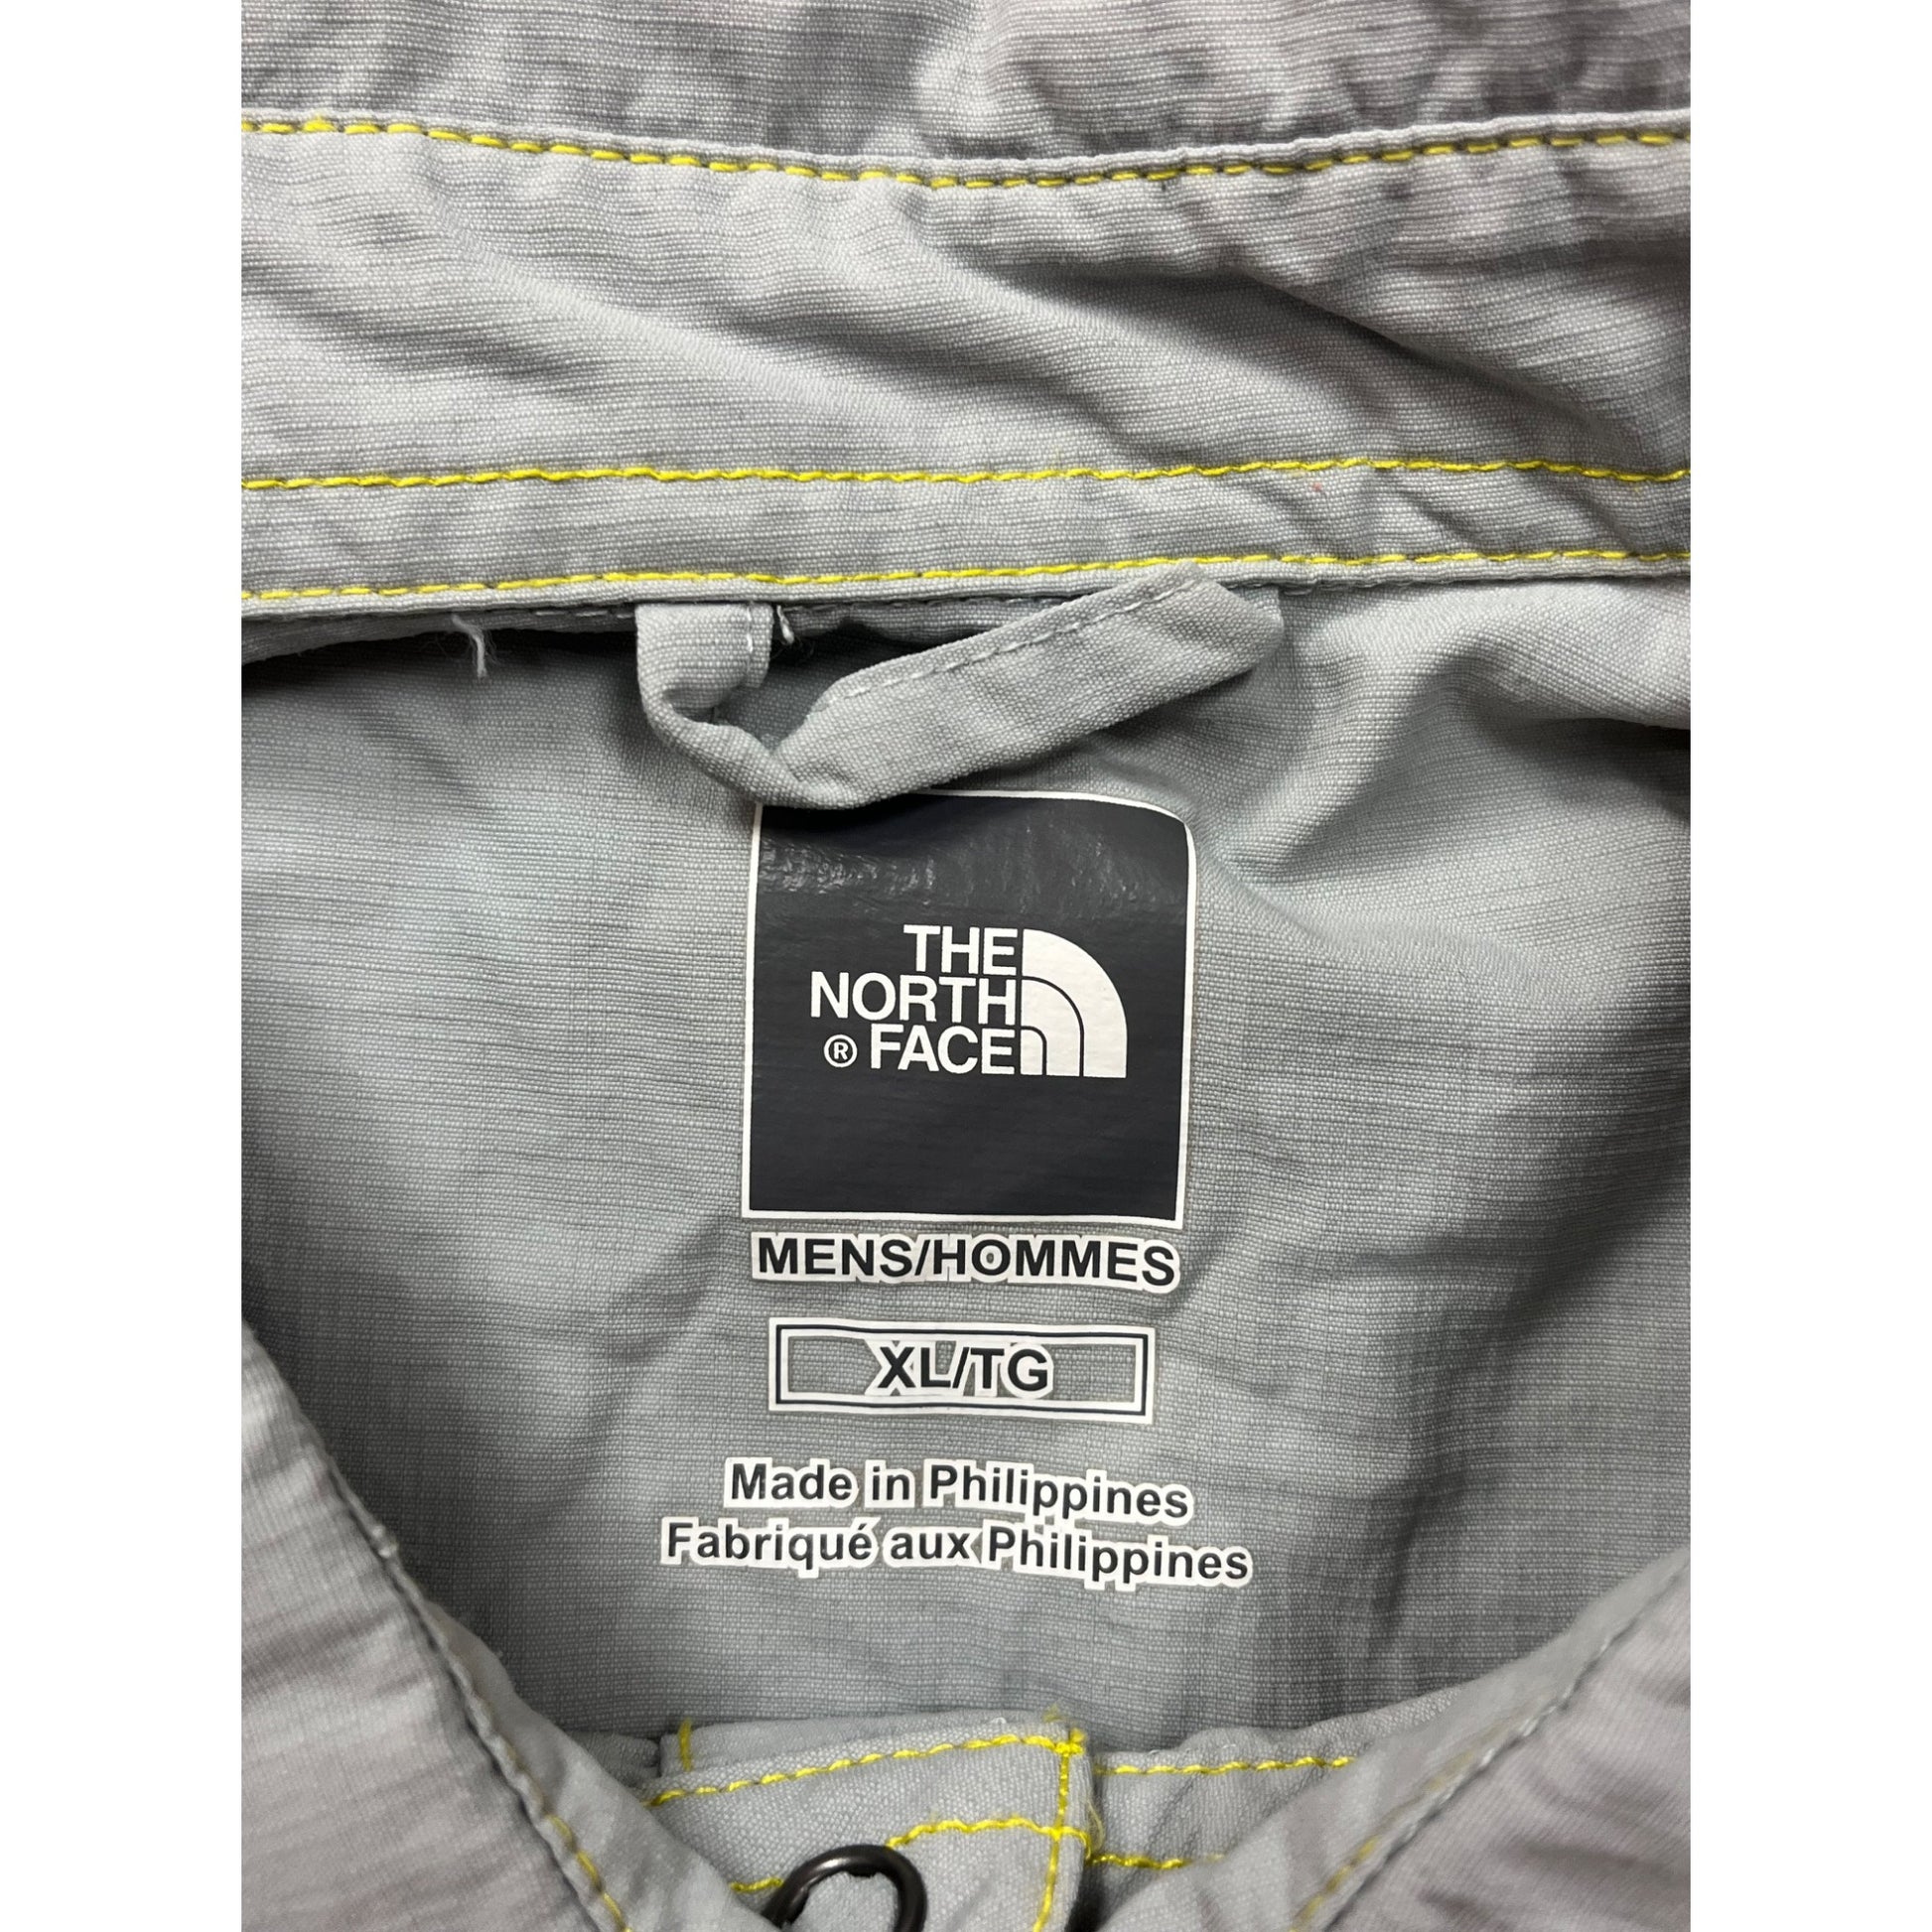 THE
NORTH
® FACE
MENS/HOMMES
XL/TG
Made in Philippines
Fabriqué aux Philippines